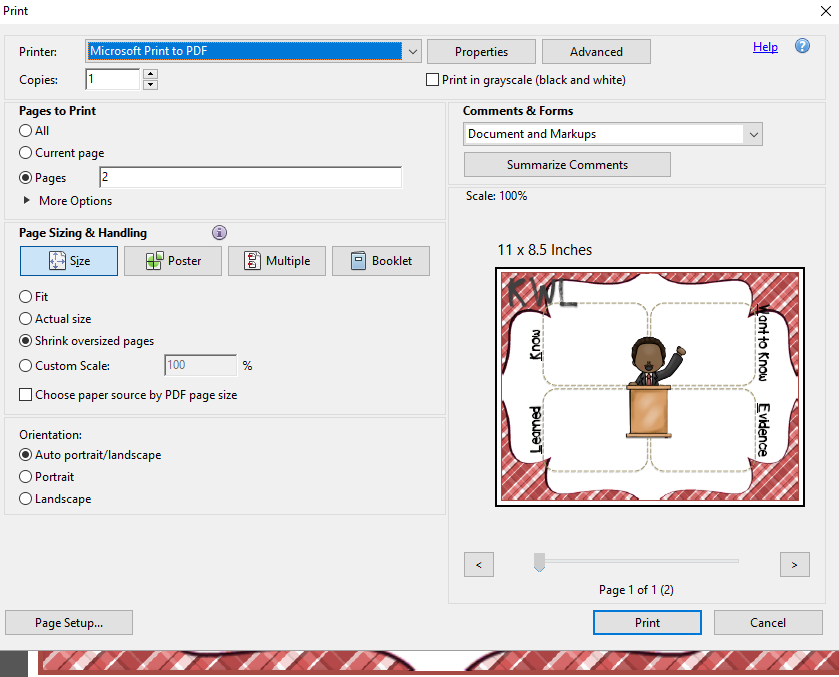 Print
Printer: Microsoft Print to PDF Properties Advanced Help
Copies: 1 Print in grayscale (black and white)
Pages to Print
All
Current page
Pages 2
More Options
Comments & Forms
Document and Markups
Summarize Comments
Page Sizing & Handling
Size Poster Multiple Booklet
Fit
Actual size
Shrink oversized pages
Custom Scale: 100 %
Choose paper source by PDF page size
Orientation:
Auto portrait/landscape
Portrait
Landscape
Scale: 100%
11 x 8.5 Inches
KWL
Know
Want to Know
Learned
Evidence
< >
Page 1 of 1 (2)
Page Setup... Print Cancel